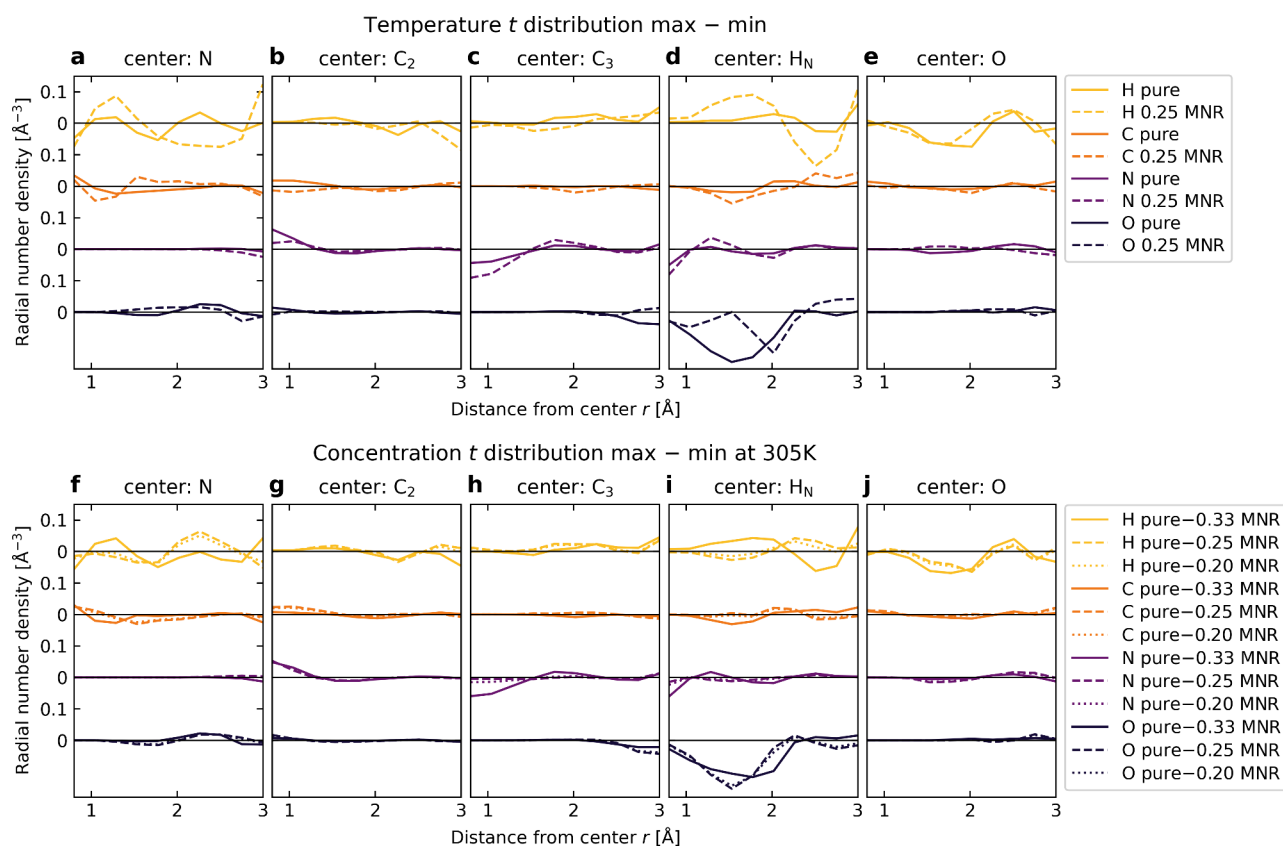 Temperature t distribution max − min
a center: N
b center: C₂
c center: C₃
d center: H_N
e center: O
Radial number density [Å⁻³]
0.1
0
0.1
0
0.1
0
0.1
0
1 2 3
1 2
1 2
1 2
1 2 3
Distance from center r [Å]
H pure
H 0.25 MNR
C pure
C 0.25 MNR
N pure
N 0.25 MNR
O pure
O 0.25 MNR
Concentration t distribution max − min at 305K
f center: N
g center: C₂
h center: C₃
i center: H_N
j center: O
Radial number density [Å⁻³]
0.1
0
0.1
0
0.1
0
0.1
0
1 2 3
1 2 3
1 2 3
1 2 3
1 2 3
Distance from center r [Å]
H pure−0.33 MNR
H pure−0.25 MNR
H pure−0.20 MNR
C pure−0.33 MNR
C pure−0.25 MNR
C pure−0.20 MNR
N pure−0.33 MNR
N pure−0.25 MNR
N pure−0.20 MNR
O pure−0.33 MNR
O pure−0.25 MNR
O pure−0.20 MNR